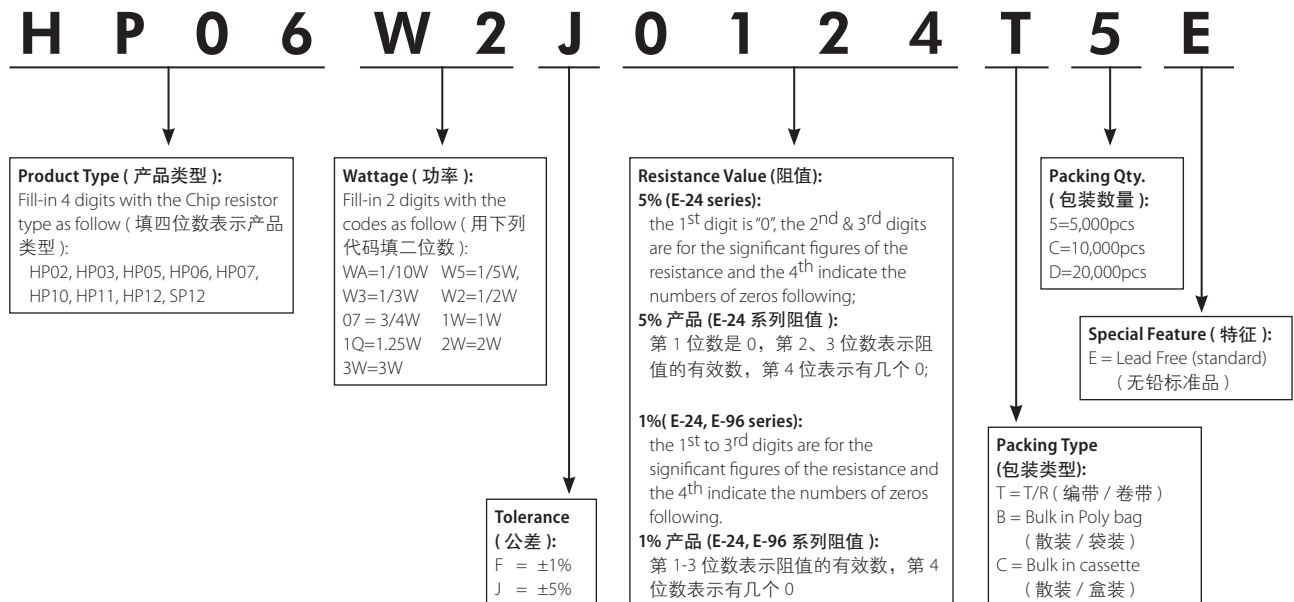 HP06 W2 J 0124 T 5 E
Product Type ( 产品类型 ):
Fill-in 4 digits with the Chip resistor
type as follow ( 填四位数表示产品
类型 ):
HP02, HP03, HP05, HP06, HP07,
HP10, HP11, HP12, SP12
Wattage ( 功率 ):
Fill-in 2 digits with the
codes as follow ( 用下列
代码填二位数 ):
WA=1/10W W5=1/5W,
W3=1/3W W2=1/2W
07 = 3/4W 1W=1W
1Q=1.25W 2W=2W
3W=3W
Tolerance
( 公差 ):
F = ±1%
J = ±5%
Resistance Value (阻值):
5% (E-24 series):
the 1st digit is “0”, the 2nd & 3rd digits
are for the significant figures of the
resistance and the 4th indicate the
numbers of zeros following;
5% 产品 (E-24 系列阻值 ):
第 1 位数是 0，第 2、3 位数表示阻
值的有效数，第 4 位表示有几个 0;
1%( E-24, E-96 series):
the 1st to 3rd digits are for the
significant figures of the resistance and
the 4th indicate the numbers of zeros
following.
1% 产品 (E-24, E-96 系列阻值 ):
第 1-3 位数表示阻值的有效数，第 4
位数表示有几个 0
Packing Type
(包装类型):
T = T/R ( 编带 / 卷带 )
B = Bulk in Poly bag
( 散装 / 袋装 )
C = Bulk in cassette
( 散装 / 盒装 )
Packing Qty.
( 包装数量 ):
5=5,000pcs
C=10,000pcs
D=20,000pcs
Special Feature ( 特征 ):
E = Lead Free (standard)
( 无铅标准品 )